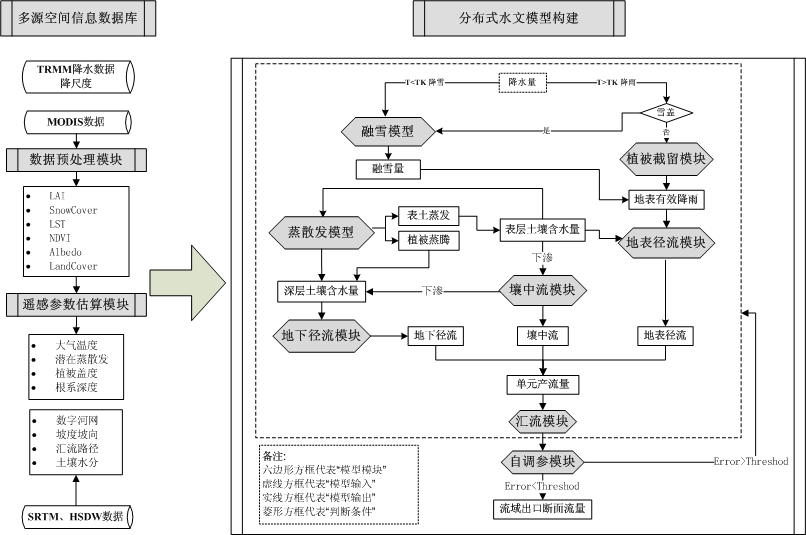 多源空间信息数据库
TRMM降水数据
降尺度
MODIS数据
数据预处理模块
LAI
SnowCover
LST
NDVI
Albedo
LandCover
遥感参数估算模块
大气温度
潜在蒸散发
植被盖度
根系深度
数字河网
坡度坡向
汇流路径
土壤水分
SRTM、HSDW数据
分布式水文模型构建
T<TK 降雪
降水量
T>TK 降雨
雪盖
是
否
融雪模型
植被截留模块
融雪量
地表有效降雨
蒸散发模型
表土蒸发
植被蒸腾
表层土壤含水量
地表径流模块
下渗
深层土壤含水量
下渗
壤中流模块
地下径流模块
地下径流
壤中流
地表径流
单元产流量
汇流模块
自调参模块
Error>Threshod
Error<Threshod
流域出口断面流量
备注:
六边形方框代表“模型模块”
虚线方框代表“模型输入”
实线方框代表“模型输出”
菱形方框代表“判断条件”